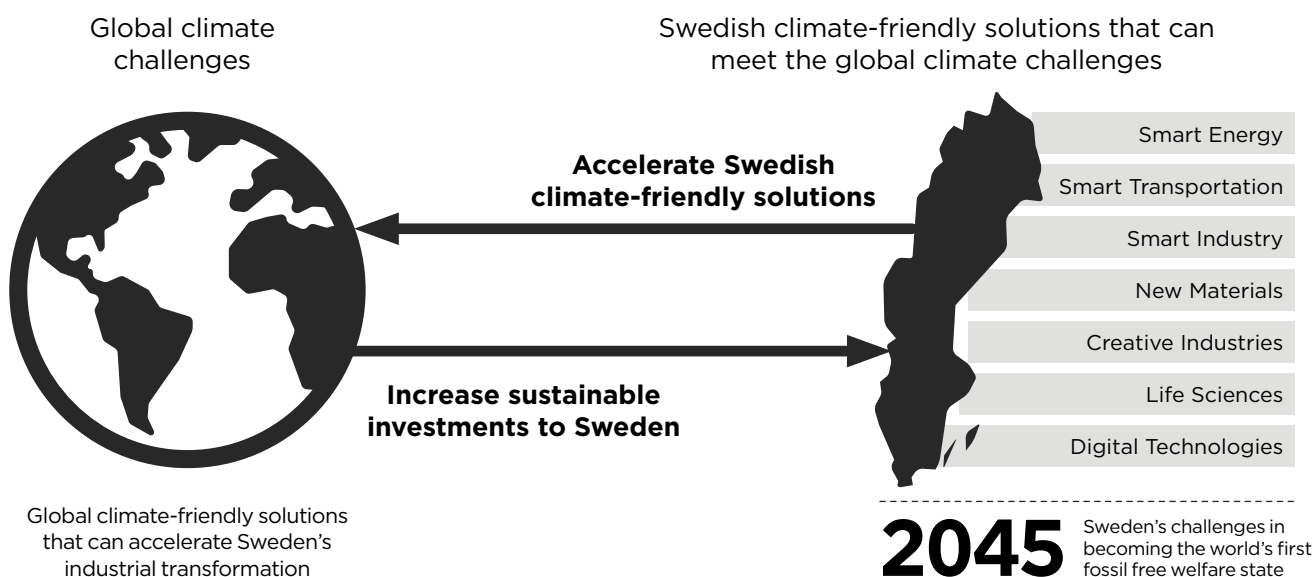 Global climate
challenges
Swedish climate-friendly solutions that can
meet the global climate challenges
Accelerate Swedish
climate-friendly solutions
Increase sustainable
investments to Sweden
Smart Energy
Smart Transportation
Smart Industry
New Materials
Creative Industries
Life Sciences
Digital Technologies
Global climate-friendly solutions
that can accelerate Sweden’s
industrial transformation
2045
Sweden’s challenges in
becoming the world’s first
fossil free welfare state